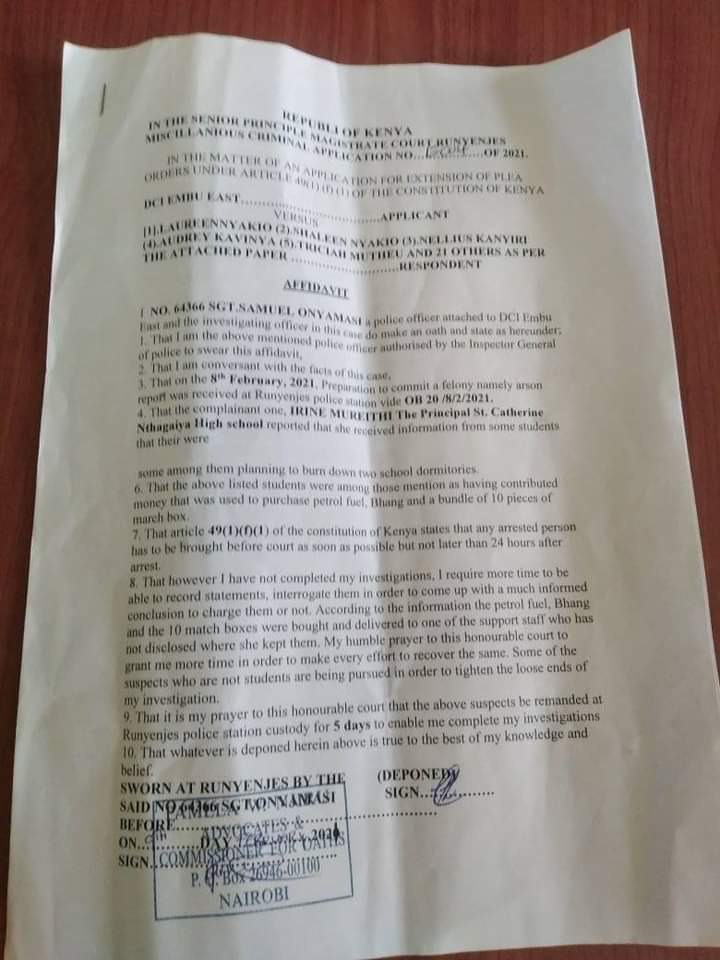 REPUBLI OF KENYA
IN THE SENIOR PRINCIPLE MAGISTRATE COURT RUNYENJES
MISCILLANIOUS CRIMINAL APPLICATION NO............OF 2021.
IN THE MATTER OF AN APPLICATION FOR EXTENSION OF PLEA
ORDERS UNDER ARTICLE 49(1) (f) (1) OF THE CONSTITUTION OF KENYA
DCI EMBU EAST.......................................APPLICANT
VERSUS
[1).LAUREENNYAKIO (2).SHALEEN NYAKIO (3).NELLIUS KANYIRI
(4).AUDREY KAVINYA (5).TRICIAH MUTHEU AND 21 OTHERS AS PER
THE ATTACHED PAPER ..............................RESPONDENT
AFFIDAVIT
I NO. 64366 SGT.SAMUEL ONYAMASI a police officer attached to DCI Embu
East and the investigating officer in this case do make an oath and state as hereunder;
1. That I am the above mentioned police officer authorised by the Inspector General
of police to swear this affidavit,
2. That I am conversant with the facts of this case,
3. That on the 8th February, 2021. Preparation to commit a felony namely arson
report was received at Runyenjes police station vide OB 20 /8/2/2021.
4. That the complainant one, IRINE MUREITHI The Principal St. Catherine
Nthagaiya High school reported that she received information from some students
that their were
some among them planning to burn down two school dormitories.
6. That the above listed students were among those mention as having contributed
money that was used to purchase petrol fuel, Bhang and a bundle of 10 pieces of
march box.
7. That article 49(1)(f)(1) of the constitution of Kenya states that any arrested person
has to be brought before court as soon as possible but not later than 24 hours after
arrest.
8. That however I have not completed my investigations, I require more time to be
able to record statements, interrogate them in order to come up with a much informed
conclusion to charge them or not. According to the information the petrol fuel, Bhang
and the 10 match boxes were bought and delivered to one of the support staff who has
not disclosed where she kept them. My humble prayer to this honourable court to
grant me more time in order to make every effort to recover the same. Some of the
suspects who are not students are being pursued in order to tighten the loose ends of
my investigation.
9. That it is my prayer to this honourable court that the above suspects be remanded at
Runyenjes police station custody for 5 days to enable me complete my investigations
10. That whatever is deponed herein above is true to the best of my knowledge and
belief.
SWORN AT RUNYENJES BY THE (DEPONED)
SAID NO.64366 SGT.ONYAMASI SIGN..............
BEFORE........................................
ON............DAY
SIGN..............................
PAMELA
ADVOCATES &
COMMISSIONER FOR OATHS
P. O. Box 26946-00100
NAIROBI